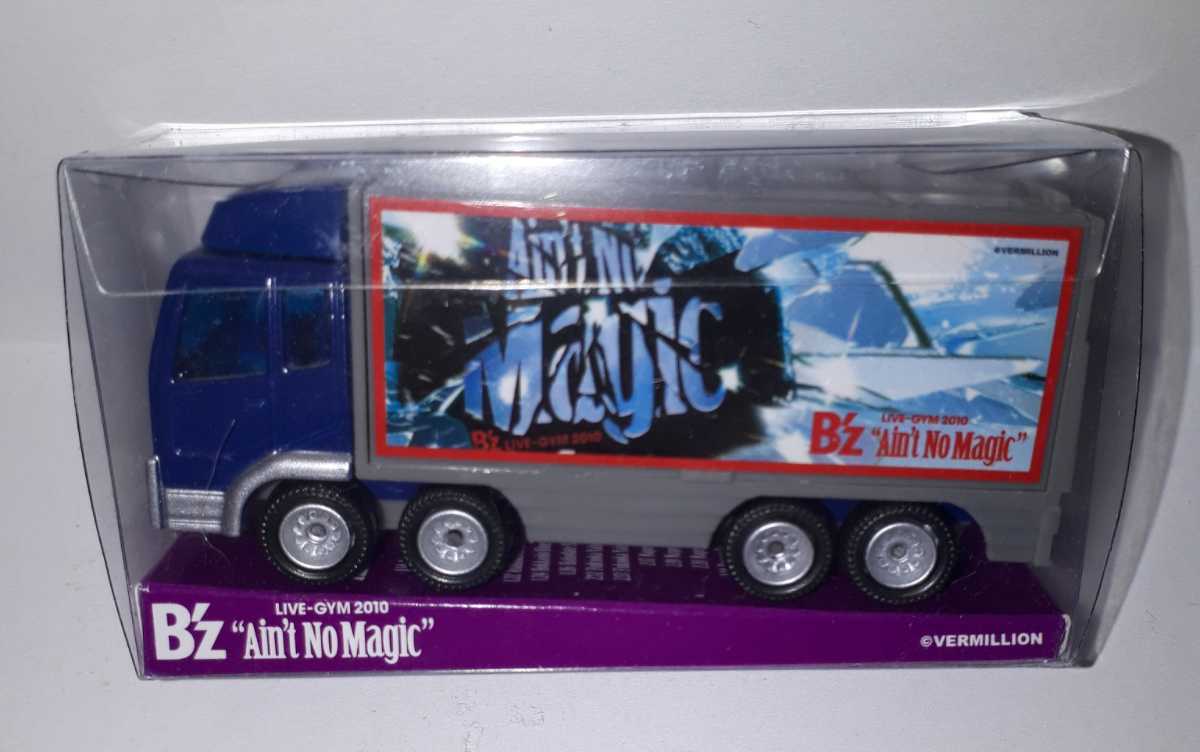 ©VERMILLION
AIN'T NO
MAGIC
B'z LIVE-GYM 2010
LIVE-GYM 2010
B'z "Ain't No Magic"
LIVE-GYM 2010
B'z "Ain't No Magic"
©VERMILLION